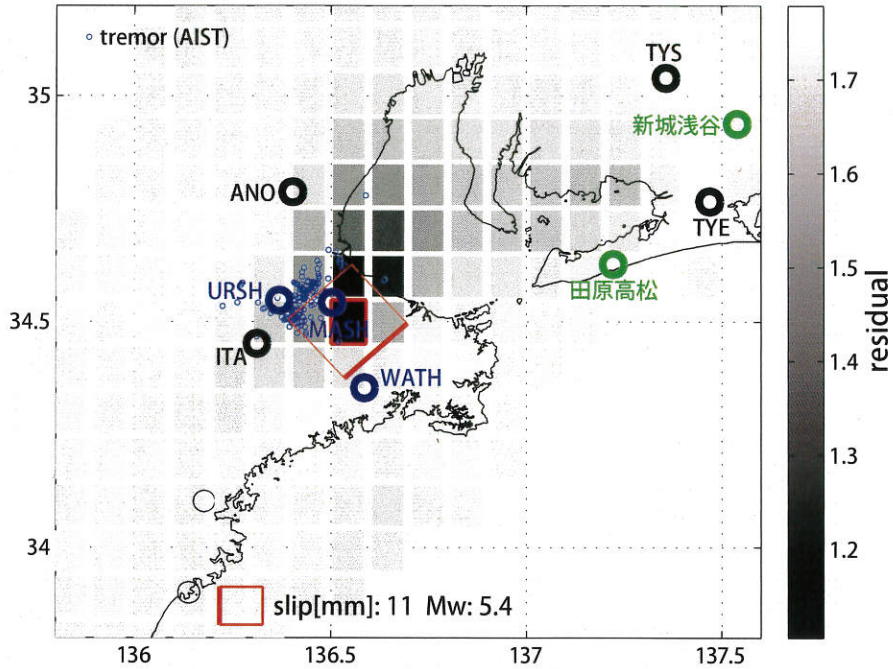 tremor (AIST)
TYS
35
新城浅谷
ANO
TYE
URSH
田原高松
34.5
MASH
ITA
WATH
34
slip[mm]: 11 Mw: 5.4
136
136.5
137
137.5
1.7
1.6
1.5
1.4
1.3
1.2
residual